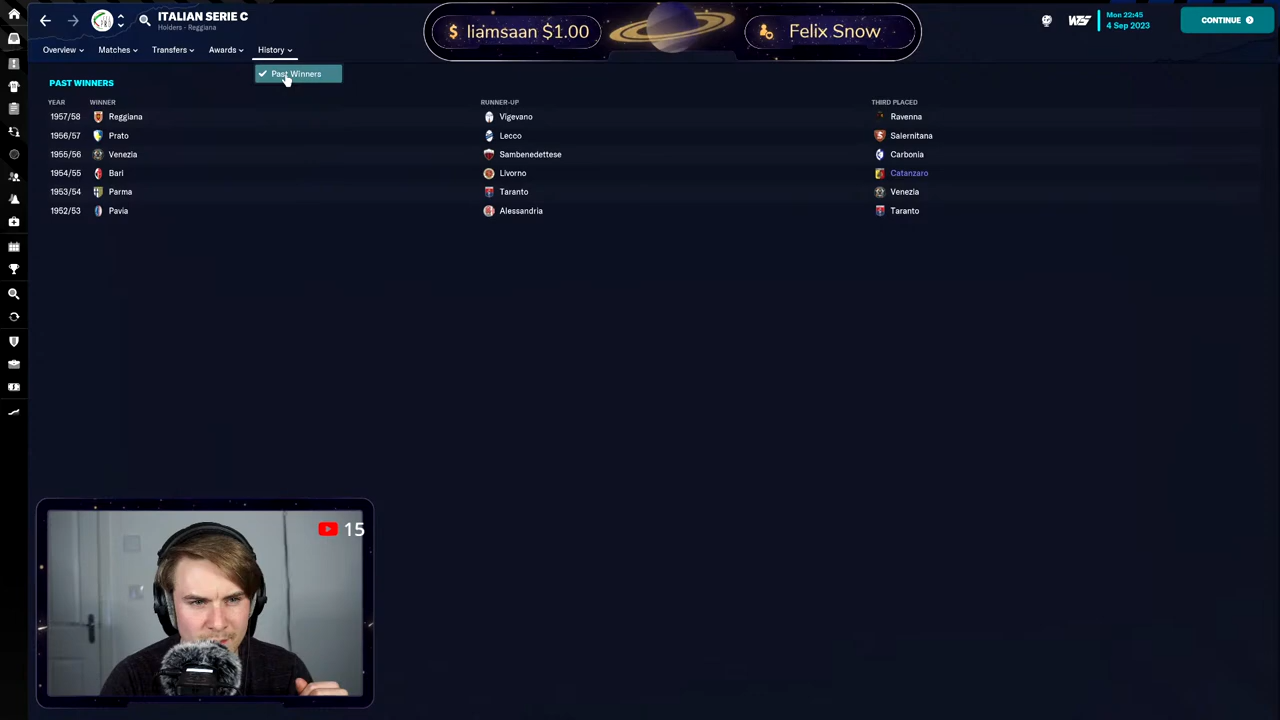 ITALIAN SERIE C
Holders - Reggiana
$ liamsaan $1.00
Felix Snow
Mon 22:45
4 Sep 2023
CONTINUE
Overview
Matches
Transfers
Awards
History
Past Winners
PAST WINNERS
YEAR WINNER RUNNER-UP THIRD PLACED
1957/58 Reggiana Vigevano Ravenna
1956/57 Prato Lecco Salernitana
1955/56 Venezia Sambenedettese Carbonia
1954/55 Bari Livorno Catanzaro
1953/54 Parma Taranto Venezia
1952/53 Pavia Alessandria Taranto
15